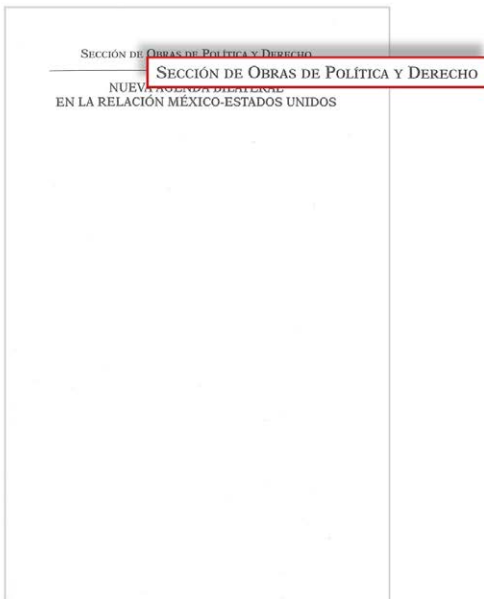 SECCIÓN DE OBRAS DE POLÍTICA Y DERECHO
SECCIÓN DE OBRAS DE POLÍTICA Y DERECHO
NUEVA AGENDA BILATERAL
EN LA RELACIÓN MÉXICO-ESTADOS UNIDOS